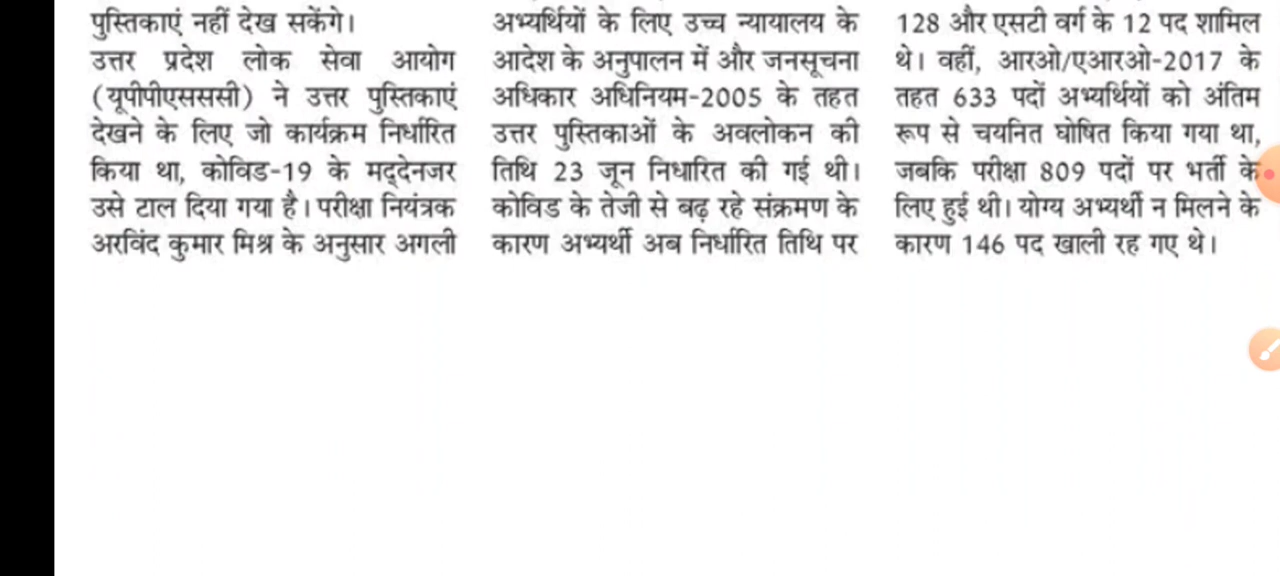 पुस्तिकाएं नहीं देख सकेंगे।
उत्तर प्रदेश लोक सेवा आयोग
(यूपीपीएसससी) ने उत्तर पुस्तिकाएं
देखने के लिए जो कार्यक्रम निर्धारित
किया था, कोविड-19 के मद्देनजर
उसे टाल दिया गया है। परीक्षा नियंत्रक
अरविंद कुमार मिश्र के अनुसार अगली
अभ्यर्थियों के लिए उच्च न्यायालय के
आदेश के अनुपालन में और जनसूचना
अधिकार अधिनियम-2005 के तहत
उत्तर पुस्तिकाओं के अवलोकन की
तिथि 23 जून निधारित की गई थी।
कोविड के तेजी से बढ़ रहे संक्रमण के
कारण अभ्यर्थी अब निर्धारित तिथि पर
128 और एसटी वर्ग के 12 पद शामिल
थे। वहीं, आरओ/एआरओ-2017 के
तहत 633 पदों अभ्यर्थियों को अंतिम
रूप से चयनित घोषित किया गया था,
जबकि परीक्षा 809 पदों पर भर्ती के
लिए हुई थी। योग्य अभ्यर्थी न मिलने के
कारण 146 पद खाली रह गए थे।